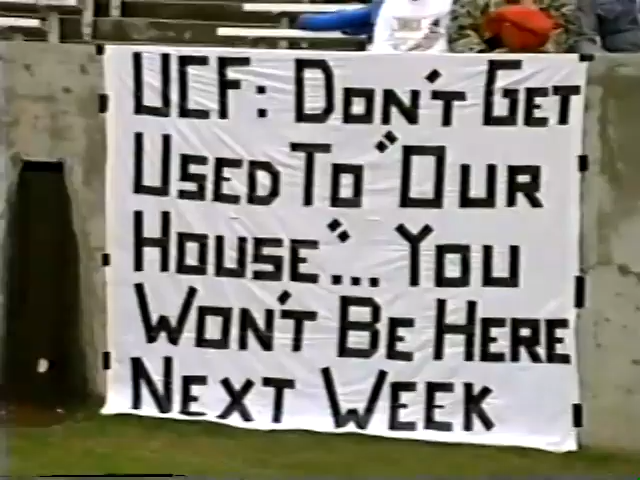 UCF: DON'T GET
USED TO "OUR
HOUSE"... YOU
WON'T BE HERE
NEXT WEEK